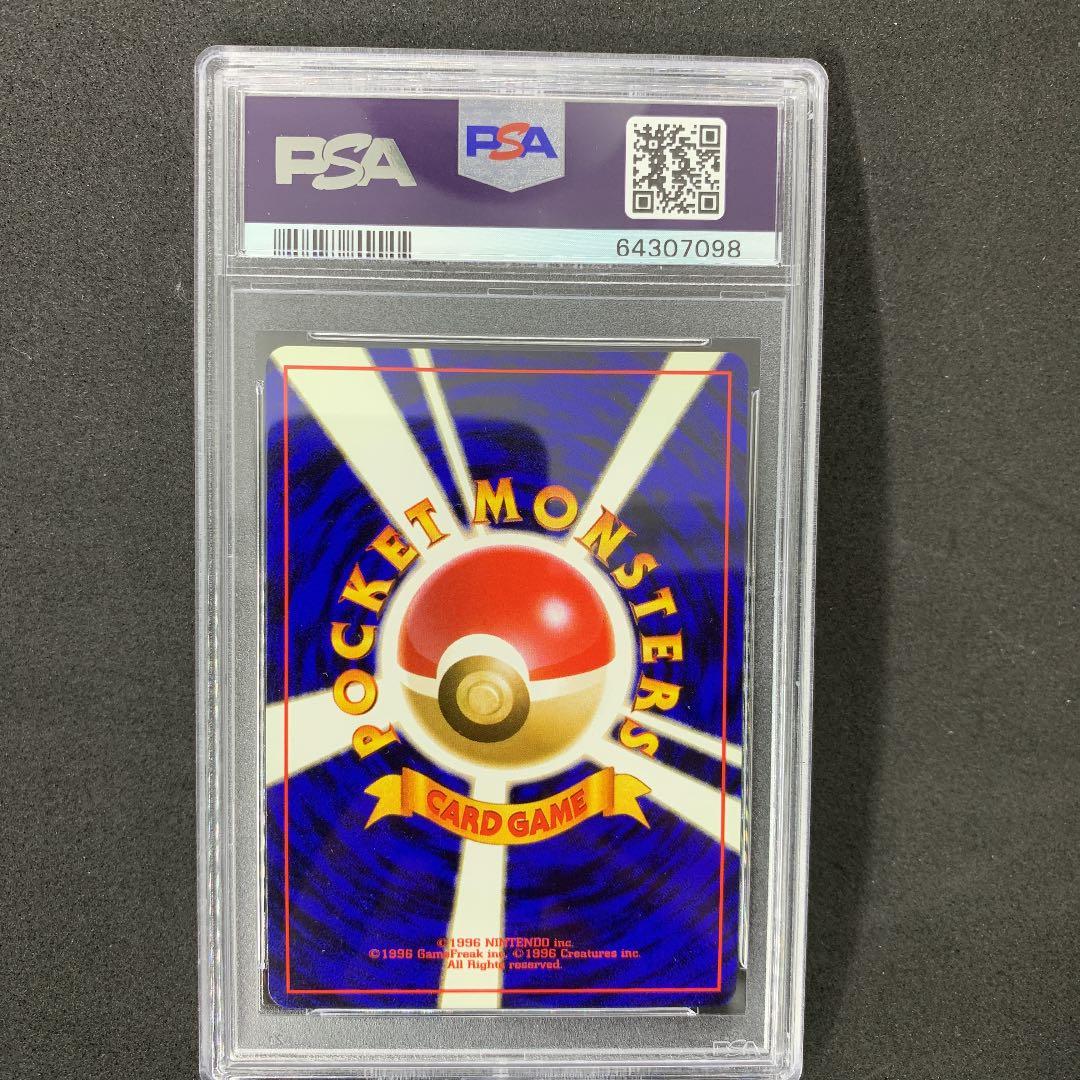 PSA
PSA
64307098
POCKET MONSTERS
CARD GAME
©1996 NINTENDO inc.
©1996 GameFreak inc. ©1996 Creatures inc.
All Rights reserved.
PSA